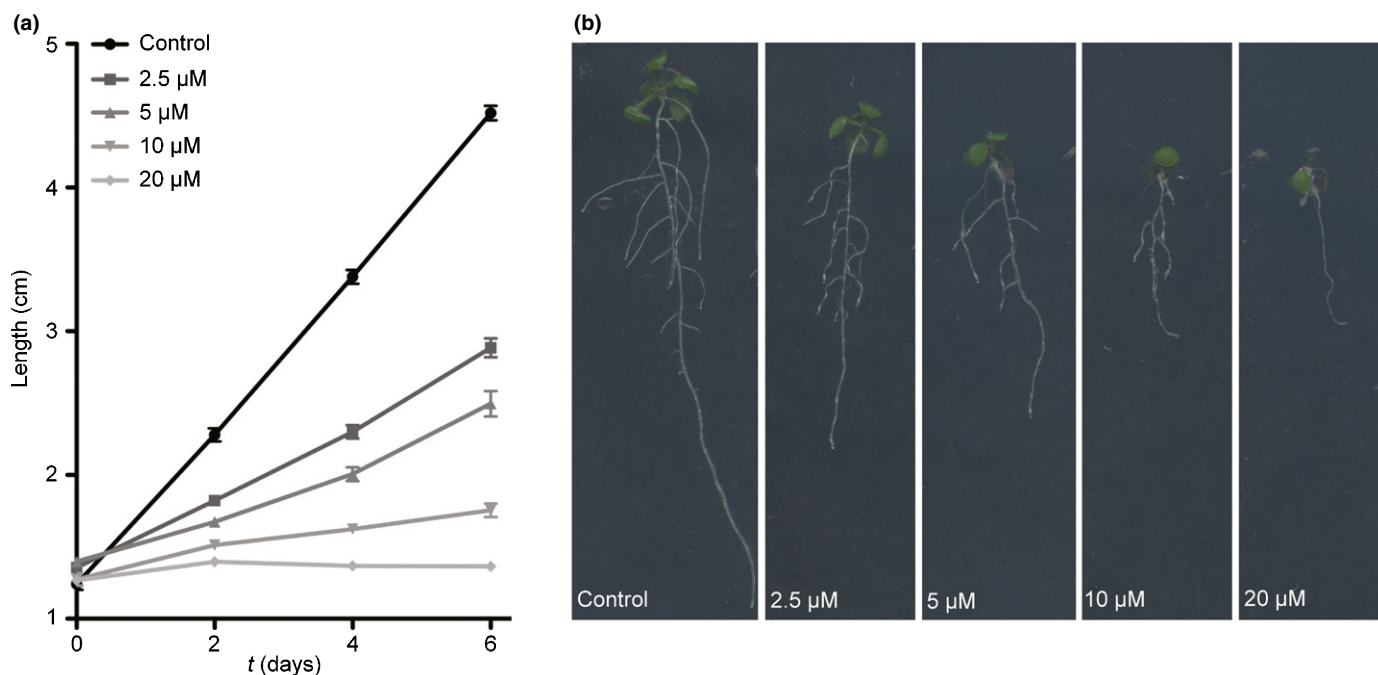 (a)
5
4
3
2
1
Length (cm)
Control
2.5 µM
5 µM
10 µM
20 µM
0 2 4 6
t (days)
(b)
Control 2.5 µM 5 µM 10 µM 20 µM